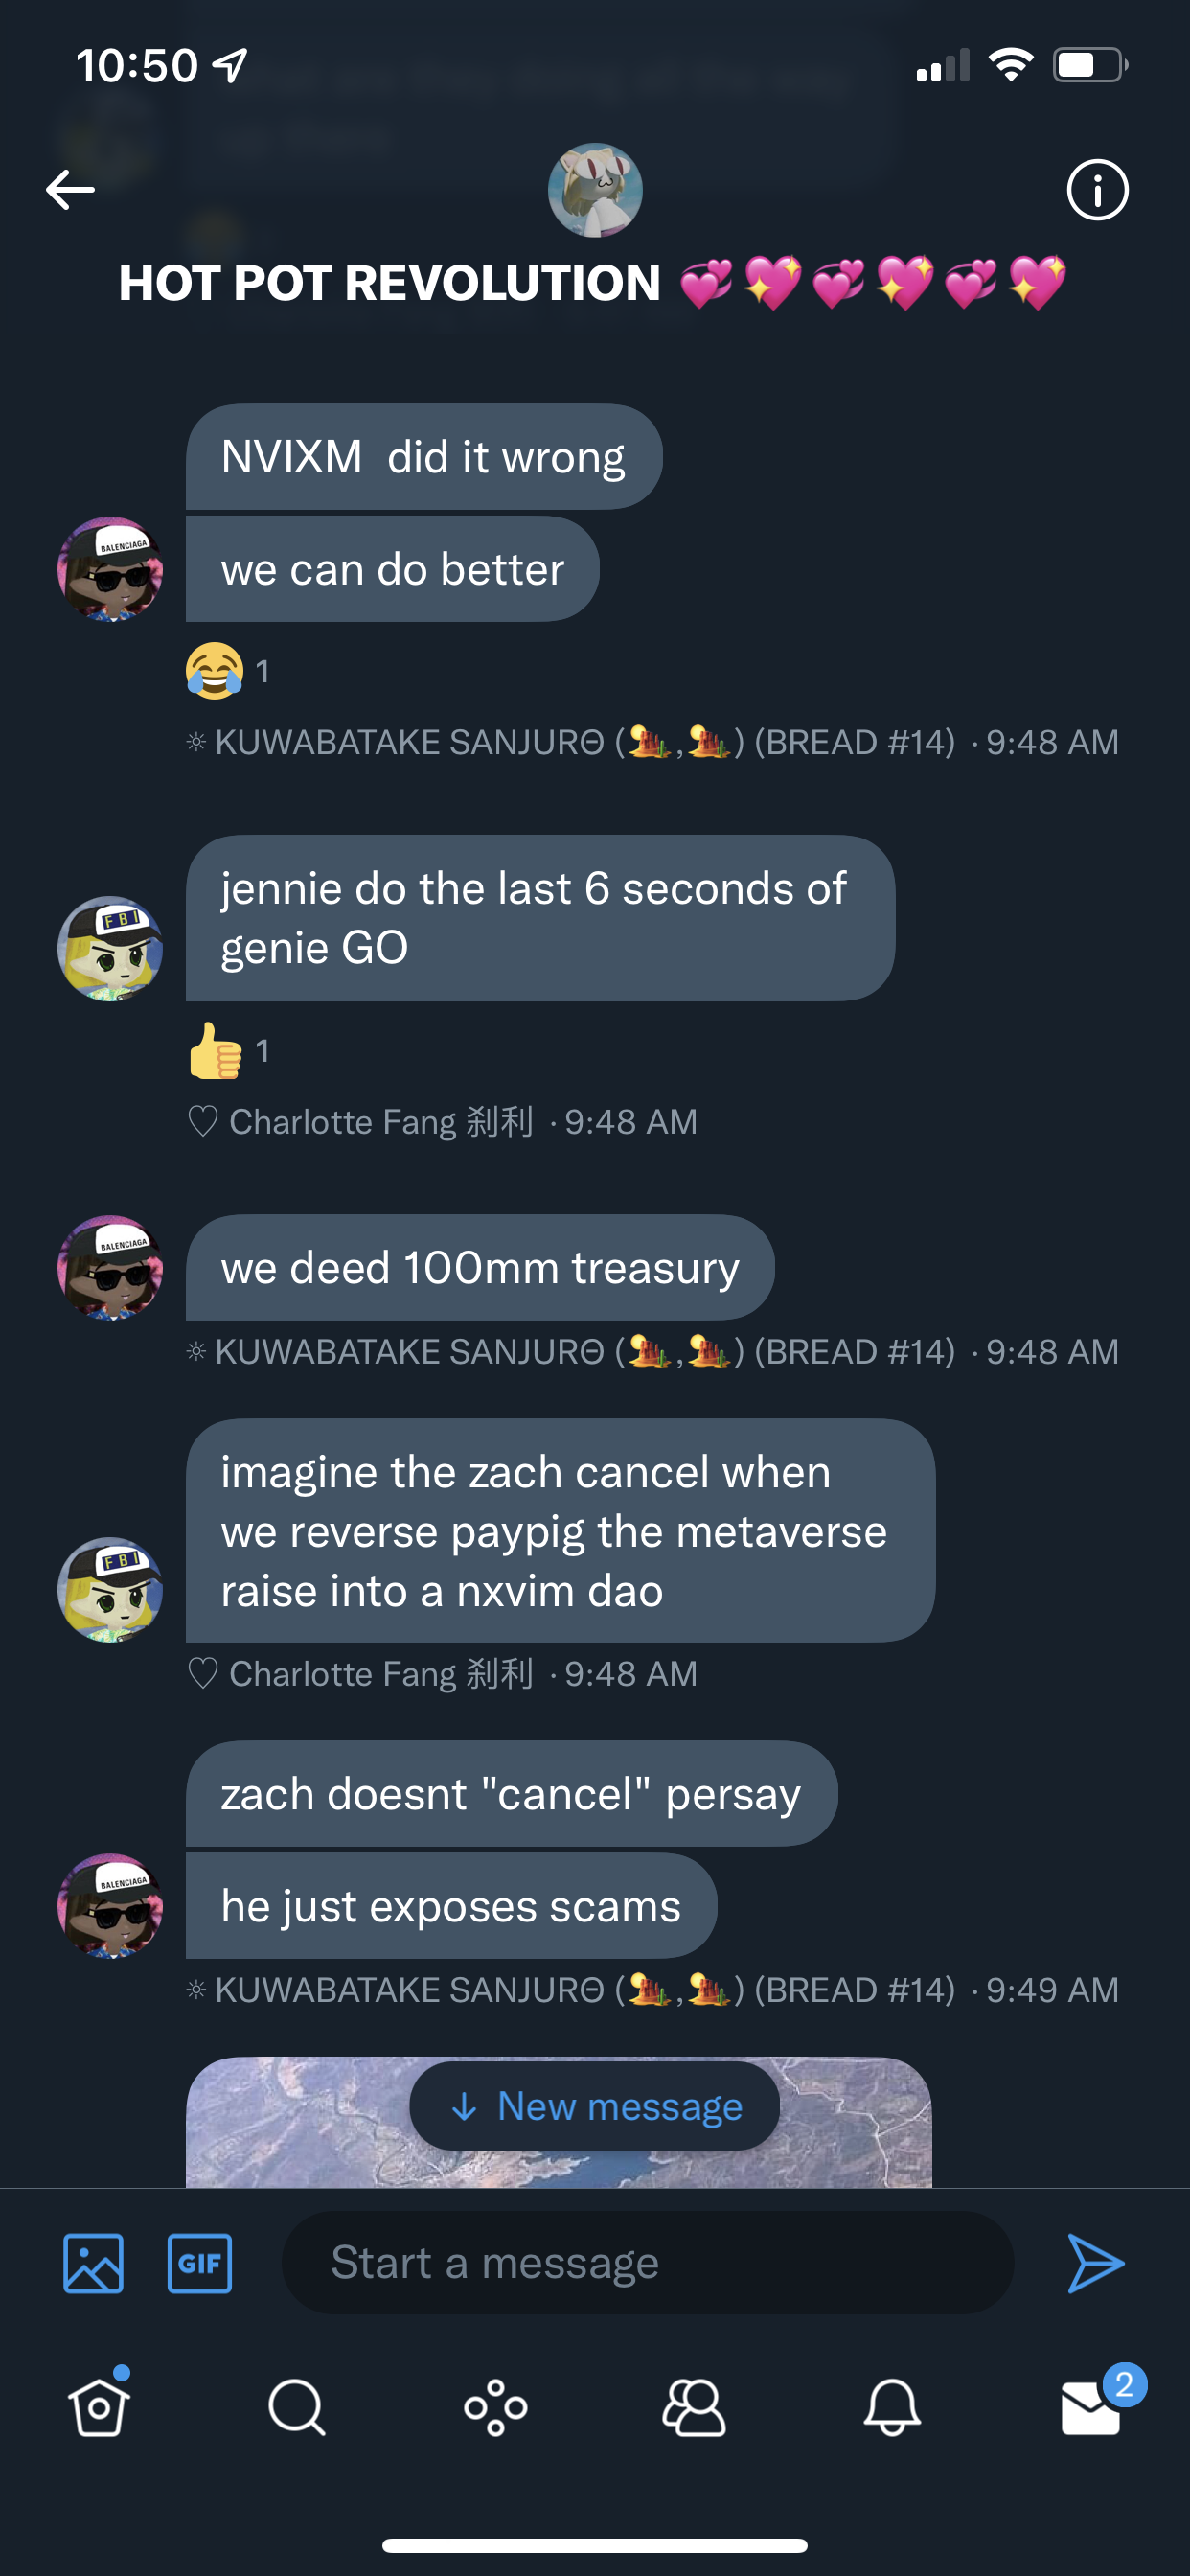 10:50
HOT POT REVOLUTION 💞💖💞💖💞💖
NVIXM did it wrong
BALENCIAGA
we can do better
😂 1
☼ KUWABATAKE SANJURΘ (🏜️,🏜️) (BREAD #14) · 9:48 AM
jennie do the last 6 seconds of
FBI
genie GO
👍 1
♡ Charlotte Fang 刹利 · 9:48 AM
BALENCIAGA
we deed 100mm treasury
☼ KUWABATAKE SANJURΘ (🏜️,🏜️) (BREAD #14) · 9:48 AM
imagine the zach cancel when
we reverse paypig the metaverse
FBI
raise into a nxvim dao
♡ Charlotte Fang 刹利 · 9:48 AM
zach doesnt "cancel" persay
BALENCIAGA
he just exposes scams
☼ KUWABATAKE SANJURΘ (🏜️,🏜️) (BREAD #14) · 9:49 AM
↓ New message
GIF
Start a message
2